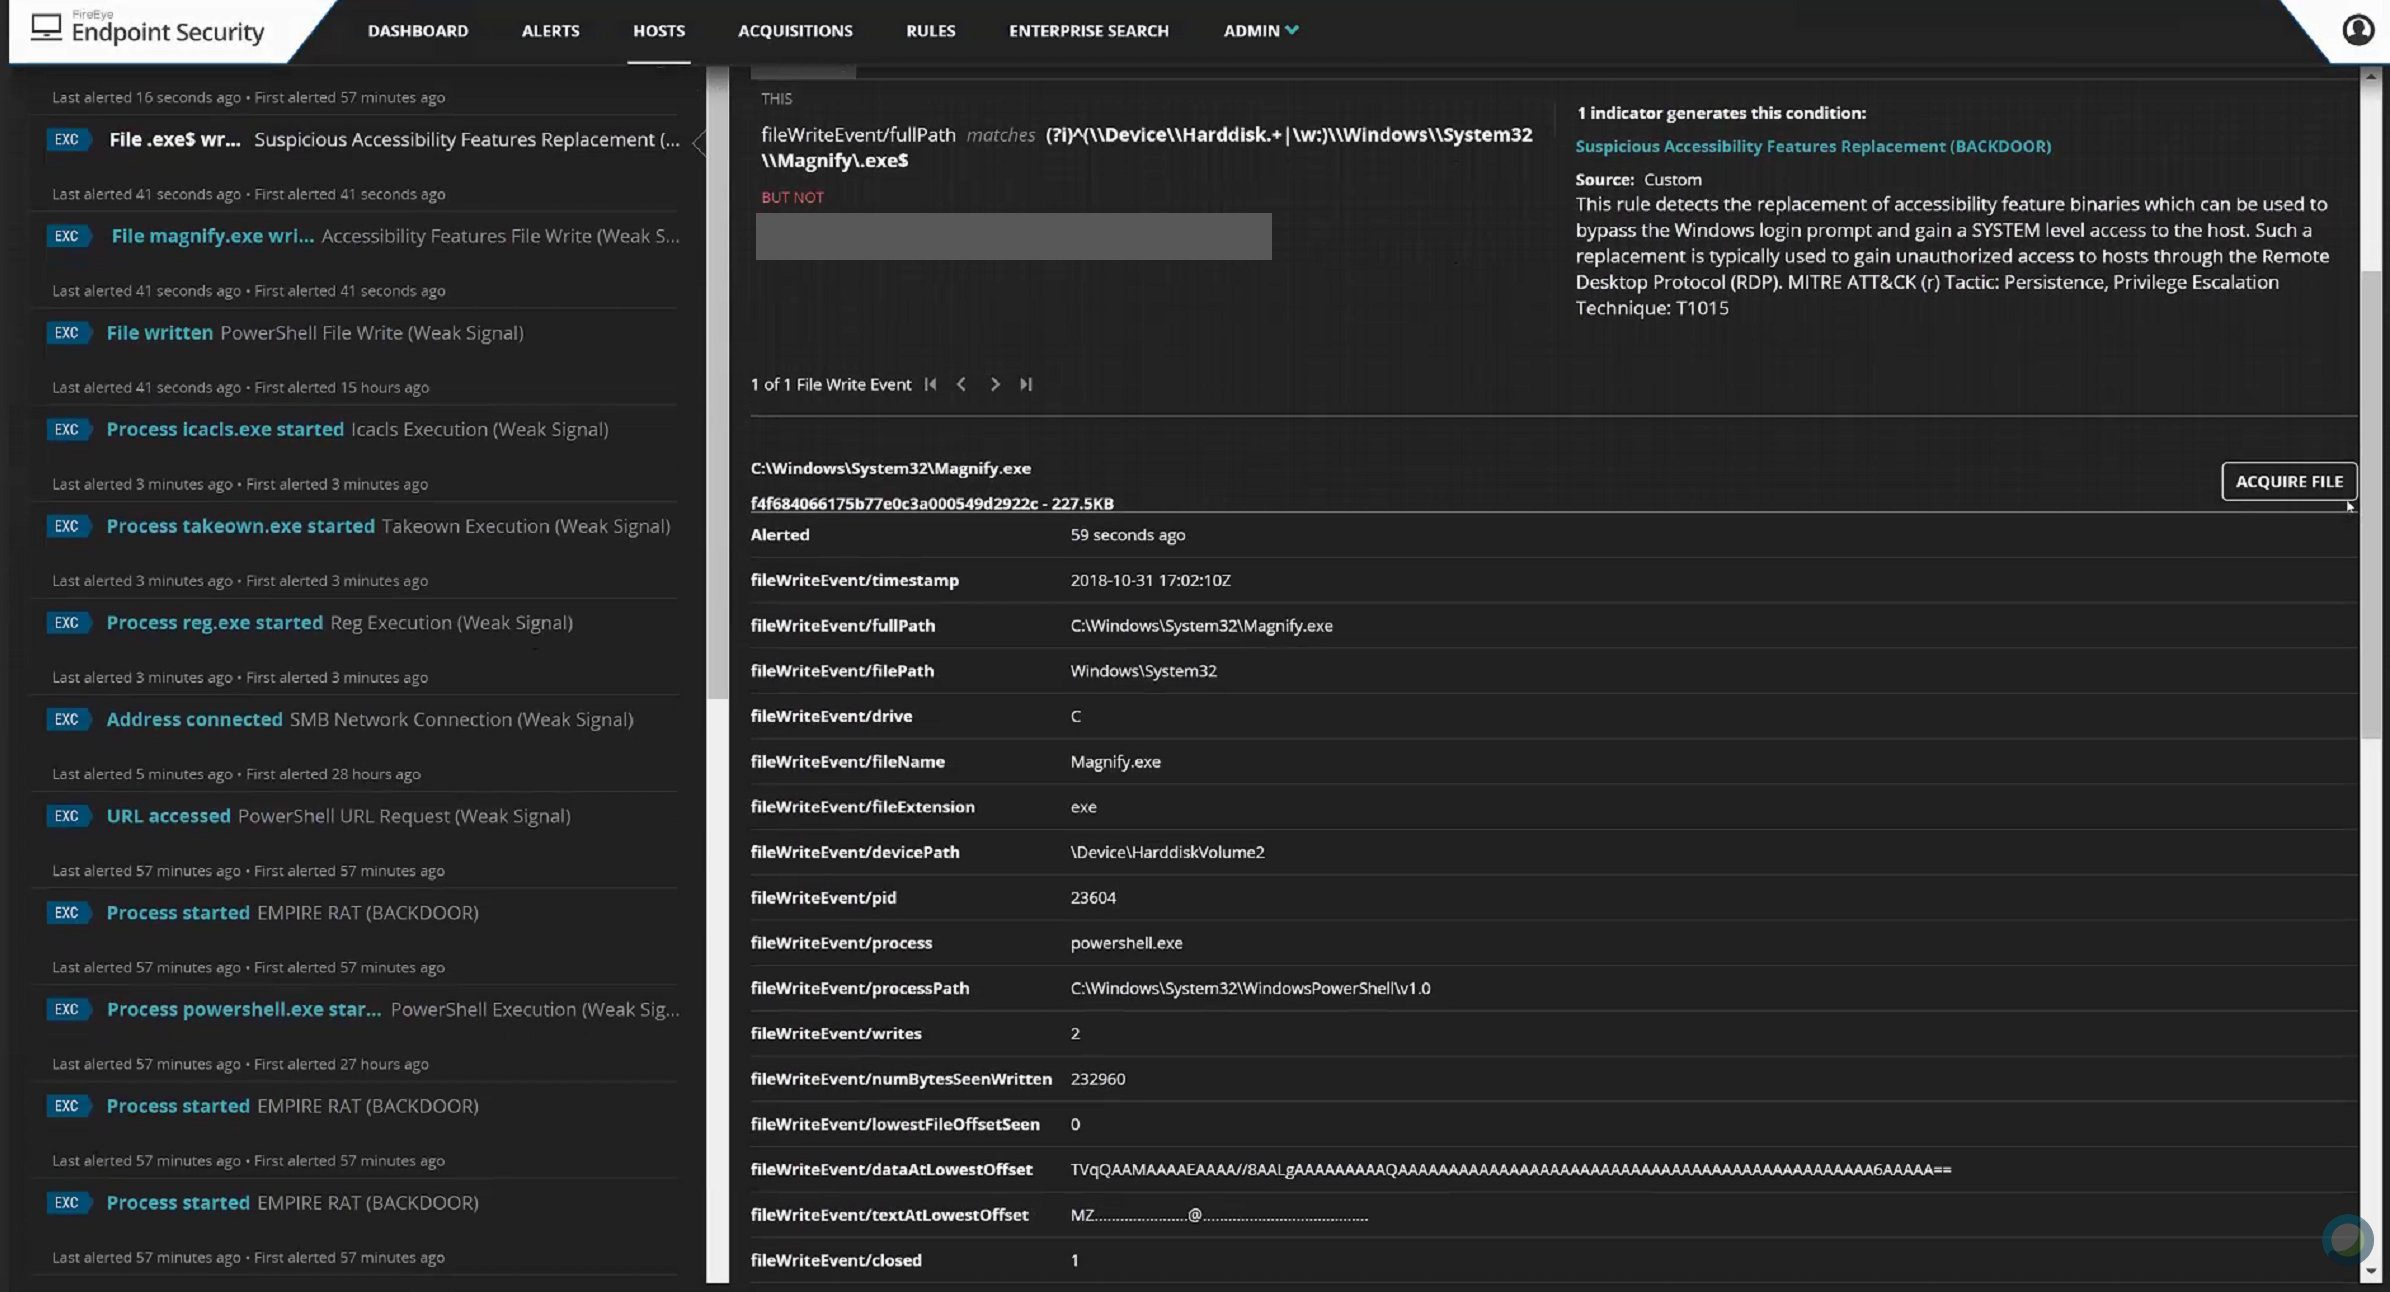 FireEye
Endpoint Security
DASHBOARD
ALERTS
HOSTS
ACQUISITIONS
RULES
ENTERPRISE SEARCH
ADMIN
Last alerted 16 seconds ago • First alerted 57 minutes ago
EXC File .exe$ wr... Suspicious Accessibility Features Replacement (...
Last alerted 41 seconds ago • First alerted 41 seconds ago
EXC File magnify.exe wri... Accessibility Features File Write (Weak S...
Last alerted 41 seconds ago • First alerted 41 seconds ago
EXC File written PowerShell File Write (Weak Signal)
Last alerted 41 seconds ago • First alerted 15 hours ago
EXC Process icacls.exe started Icacls Execution (Weak Signal)
Last alerted 3 minutes ago • First alerted 3 minutes ago
EXC Process takeown.exe started Takeown Execution (Weak Signal)
Last alerted 3 minutes ago • First alerted 3 minutes ago
EXC Process reg.exe started Reg Execution (Weak Signal)
Last alerted 3 minutes ago • First alerted 3 minutes ago
EXC Address connected SMB Network Connection (Weak Signal)
Last alerted 5 minutes ago • First alerted 28 hours ago
EXC URL accessed PowerShell URL Request (Weak Signal)
Last alerted 57 minutes ago • First alerted 57 minutes ago
EXC Process started EMPIRE RAT (BACKDOOR)
Last alerted 57 minutes ago • First alerted 57 minutes ago
EXC Process powershell.exe star... PowerShell Execution (Weak Sig...
Last alerted 57 minutes ago • First alerted 27 hours ago
EXC Process started EMPIRE RAT (BACKDOOR)
Last alerted 57 minutes ago • First alerted 57 minutes ago
EXC Process started EMPIRE RAT (BACKDOOR)
Last alerted 57 minutes ago • First alerted 57 minutes ago
THIS
fileWriteEvent/fullPath matches (?i)^(\\Device\\Harddisk.+|\w:)\\Windows\\System32
\\Magnify\.exe$
BUT NOT
1 indicator generates this condition:
Suspicious Accessibility Features Replacement (BACKDOOR)
Source: Custom
This rule detects the replacement of accessibility feature binaries which can be used to
bypass the Windows login prompt and gain a SYSTEM level access to the host. Such a
replacement is typically used to gain unauthorized access to hosts through the Remote
Desktop Protocol (RDP). MITRE ATT&CK (r) Tactic: Persistence, Privilege Escalation
Technique: T1015
1 of 1 File Write Event
C:\Windows\System32\Magnify.exe
f4f684066175b77e0c3a000549d2922c - 227.5KB
ACQUIRE FILE
Alerted 59 seconds ago
fileWriteEvent/timestamp 2018-10-31 17:02:10Z
fileWriteEvent/fullPath C:\Windows\System32\Magnify.exe
fileWriteEvent/filePath Windows\System32
fileWriteEvent/drive C
fileWriteEvent/fileName Magnify.exe
fileWriteEvent/fileExtension exe
fileWriteEvent/devicePath \Device\HarddiskVolume2
fileWriteEvent/pid 23604
fileWriteEvent/process powershell.exe
fileWriteEvent/processPath C:\Windows\System32\WindowsPowerShell\v1.0
fileWriteEvent/writes 2
fileWriteEvent/numBytesSeenWritten 232960
fileWriteEvent/lowestFileOffsetSeen 0
fileWriteEvent/dataAtLowestOffset
fileWriteEvent/textAtLowestOffset MZ......................@.......................................
fileWriteEvent/closed 1